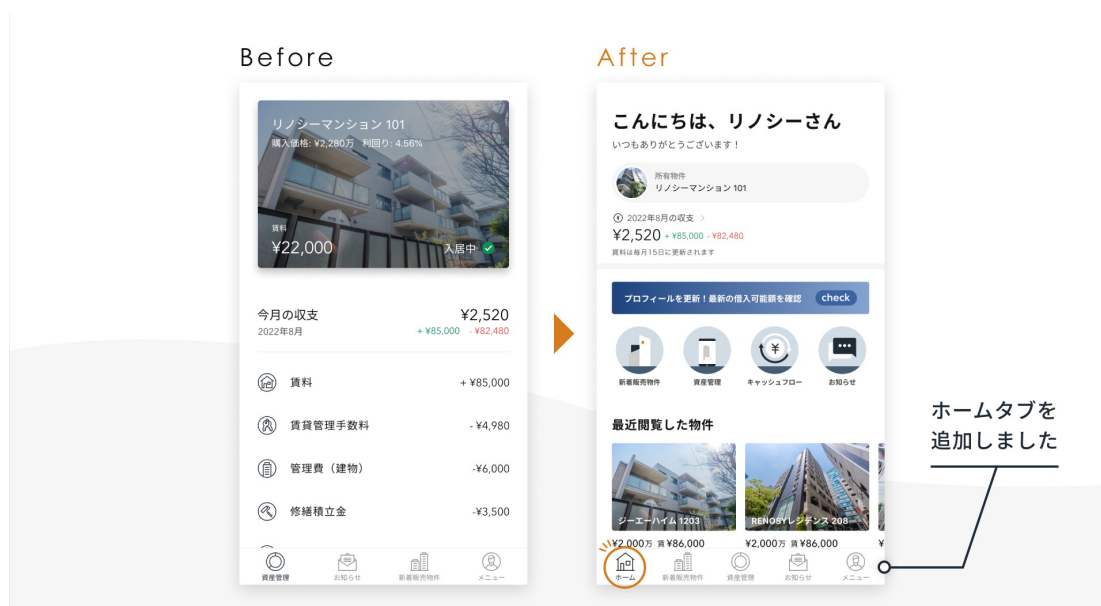 Before
リノシーマンション 101
購入価格: ¥2,280万 利回り: 4.56%
賃料
¥22,000
入居中
今月の収支
¥2,520
2022年8月
+ ¥85,000 - ¥82,480
賃料
+ ¥85,000
賃貸管理手数料
- ¥4,980
管理費（建物）
-¥6,000
修繕積立金
-¥3,500
資産管理
お知らせ
新着販売物件
メニュー
After
こんにちは、リノシーさん
いつもありがとうございます！
所有物件
リノシーマンション 101
2022年8月の収支 >
¥2,520 + ¥85,000 - ¥82,480
賃料は毎月15日に更新されます
プロフィールを更新！最新の借入可能額を確認
check
新着販売物件
資産管理
キャッシュフロー
お知らせ
最近閲覧した物件
ジーエーハイム 1203
RENOSYレジデンス 208
¥2,000万 賃 ¥86,000
¥2,000万 賃 ¥86,000
¥
ホーム
新着販売物件
資産管理
お知らせ
メニュー
ホームタブを
追加しました